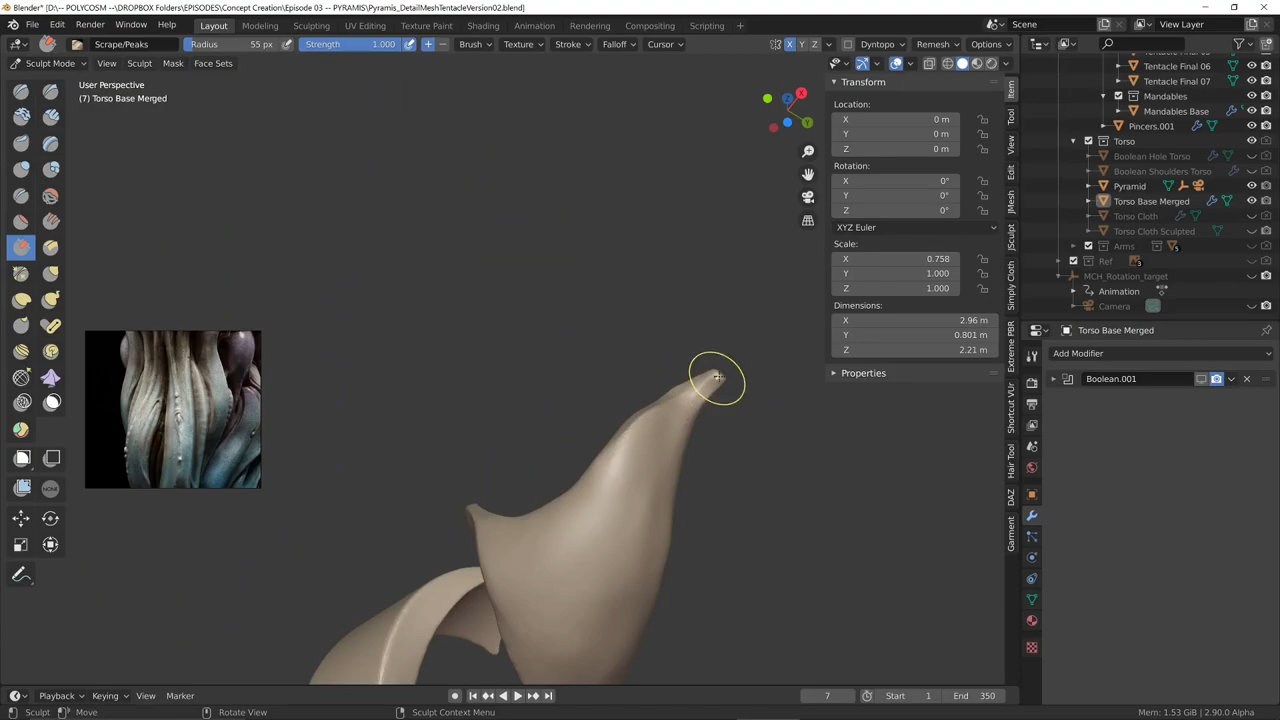 Blender* [D:\-- POLYCOSM --\DROPBOX Folders\EPISODES\Concept Creation\Episode 03 -- PYRAMIS\Pyramis_DetailMeshTentacleVersion02.blend]
File Edit Render Window Help Layout Modeling Sculpting UV Editing Texture Paint Shading Animation Rendering Compositing Scripting Scene View Layer
Scrape/Peaks Radius 55 px Strength 1.000 Brush Texture Stroke Falloff Cursor X Y Z Dyntopo Remesh Options
Sculpt Mode View Sculpt Mask Face Sets
User Perspective
(7) Torso Base Merged
X
Y
Z
Transform
Location:
X 0 m
Y 0 m
Z 0 m
Rotation:
X 0°
Y 0°
Z 0°
XYZ Euler
Scale:
X 0.758
Y 1.000
Z 1.000
Dimensions:
X 2.96 m
Y 0.801 m
Z 2.21 m
Properties
Item
Tool
View
Edit
JMesh
JSculpt
Simply Cloth
Extreme PBR
Shortcut VUr
Hair Tool
DAZ
Garment
Tentacle Final 06
Tentacle Final 07
Mandables
Mandables Base
Pincers.001
Torso
Boolean Hole Torso
Boolean Shoulders Torso
Pyramid
Torso Base Merged
Torso Cloth
Torso Cloth Sculpted
Arms 5
Ref 3
MCH_Rotation_target
Animation
Camera
Torso Base Merged
Add Modifier
Boolean.001
NONE
Playback Keying View Marker 7 Start 1 End 350
Sculpt Move Rotate View Sculpt Context Menu Mem: 1.53 GiB | 2.90.0 Alpha